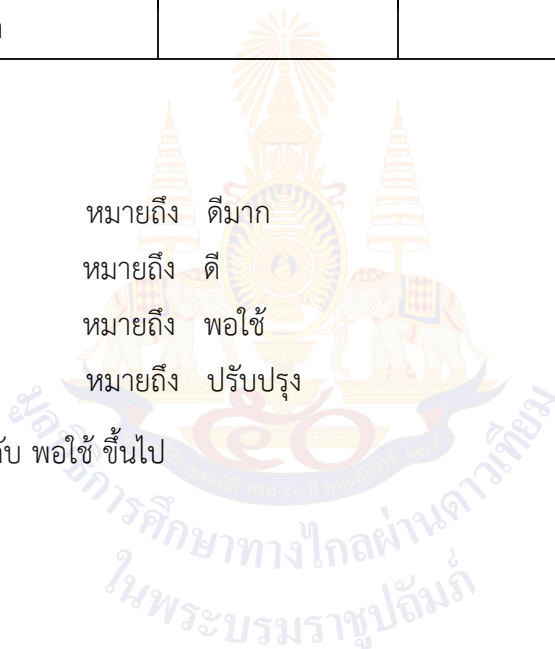 หมายถึง ดีมาก
หมายถึง ดี
หมายถึง พอใช้
หมายถึง ปรับปรุง
พอใช้ ขึ้นไป
มูลนิธิการศึกษาทางไกลผ่านดาวเทียม
ในพระบรมราชูปถัมภ์